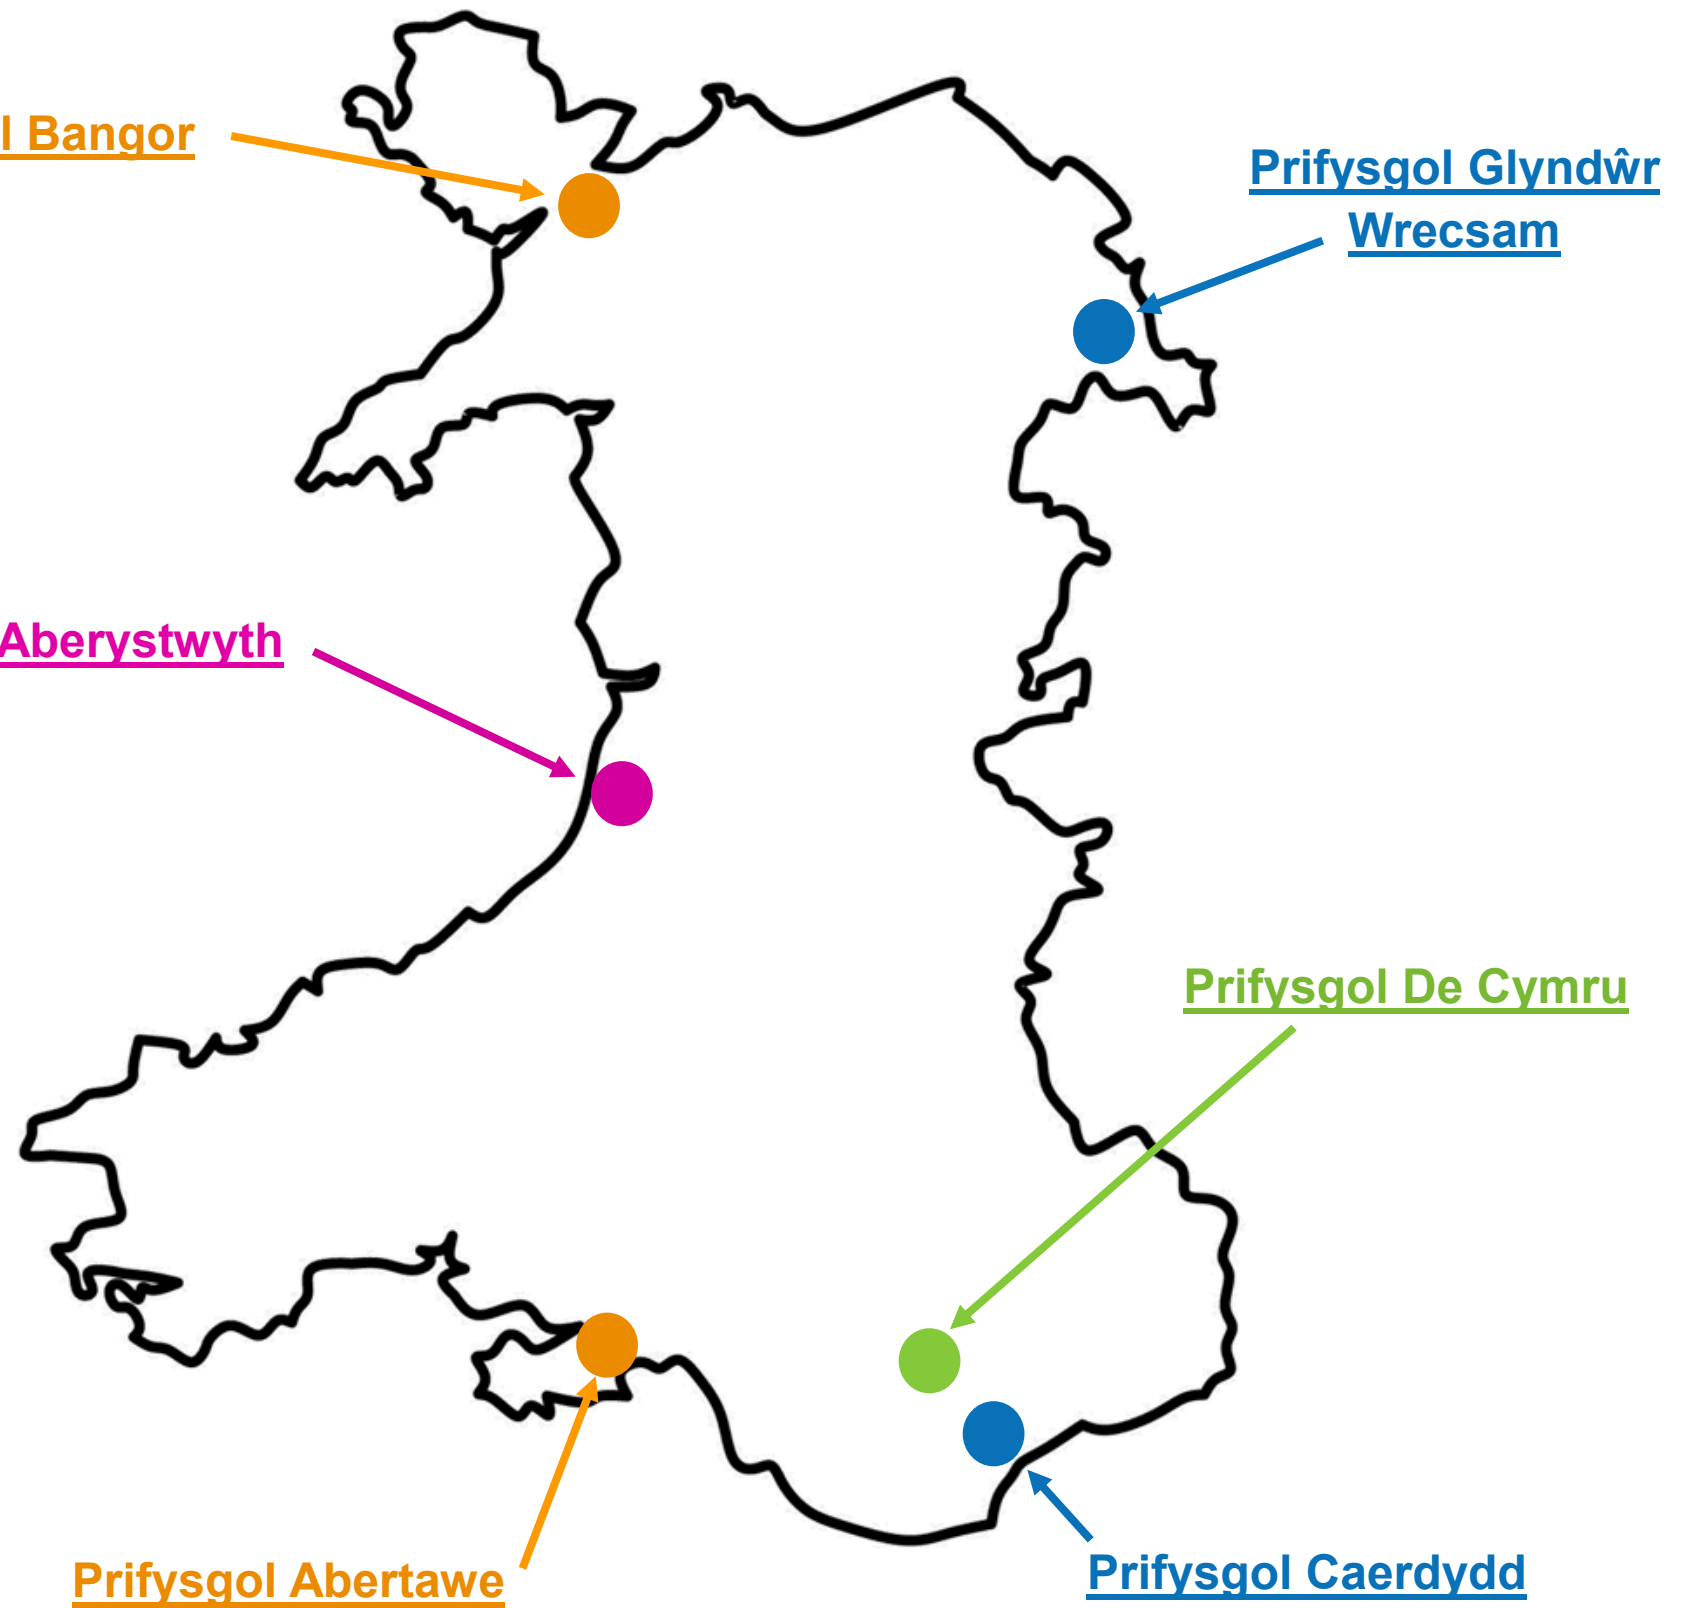 l Bangor
Prifysgol Glyndŵr
Wrecsam
Aberystwyth
Prifysgol De Cymru
Prifysgol Abertawe
Prifysgol Caerdydd